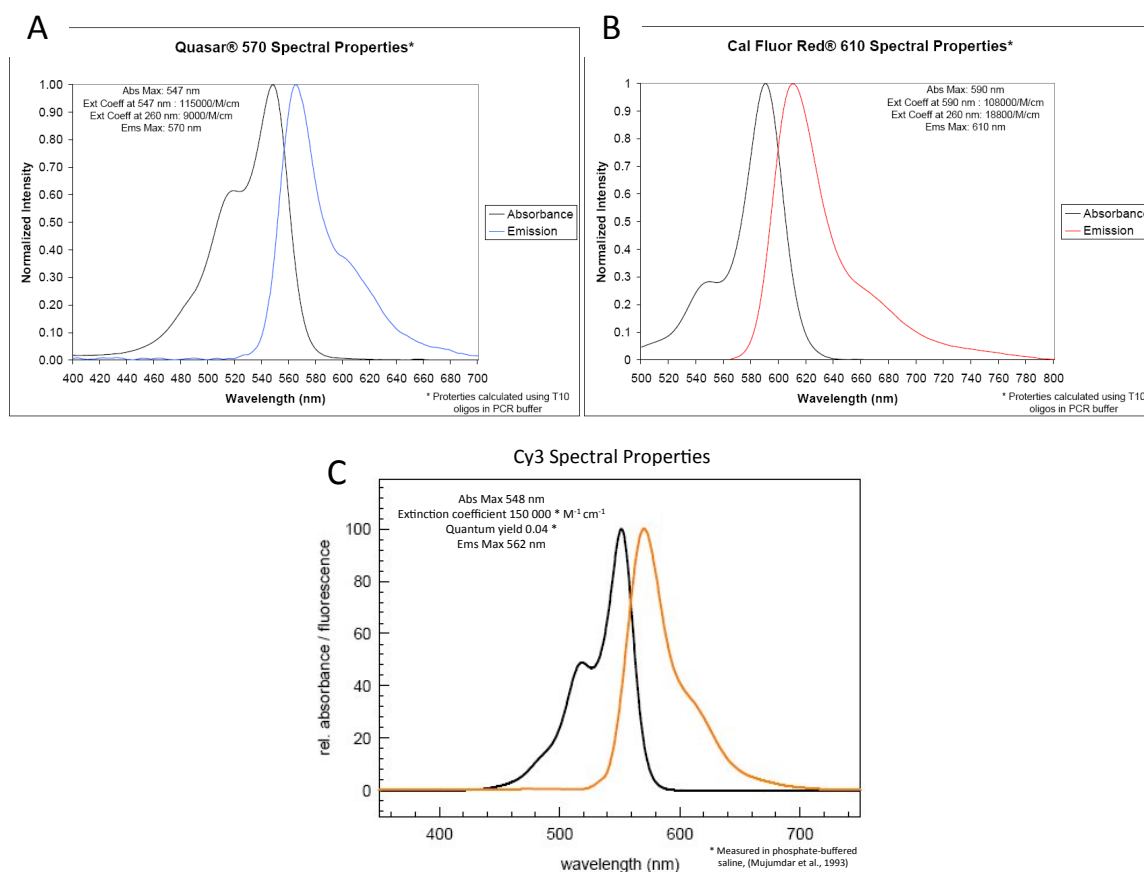 A
Quasar® 570 Spectral Properties*
Abs Max: 547 nm
Ext Coeff at 547 nm : 115000/M/cm
Ext Coeff at 260 nm: 9000/M/cm
Ems Max: 570 nm
Normalized Intensity
1.00
0.90
0.80
0.70
0.60
0.50
0.40
0.30
0.20
0.10
0.00
400 420 440 460 480 500 520 540 560 580 600 620 640 660 680 700
Wavelength (nm)
Absorbance
Emission
* Proterties calculated using T10
oligos in PCR buffer
B
Cal Fluor Red® 610 Spectral Properties*
Abs Max: 590 nm
Ext Coeff at 590 nm : 108000/M/cm
Ext Coeff at 260 nm: 18800/M/cm
Ems Max: 610 nm
Normalized Intensity
1
0.9
0.8
0.7
0.6
0.5
0.4
0.3
0.2
0.1
0
500 520 540 560 580 600 620 640 660 680 700 720 740 760 780 800
Wavelength (nm)
Absorbance
Emission
* Proterties calculated using T10
oligos in PCR buffer
C
Cy3 Spectral Properties
Abs Max 548 nm
Extinction coefficient 150 000 * M⁻¹ cm⁻¹
Quantum yield 0.04 *
Ems Max 562 nm
rel. absorbance / fluorescence
100
80
60
40
20
0
400 500 600 700
wavelength (nm)
* Measured in phosphate-buffered
saline, (Mujumdar et al., 1993)